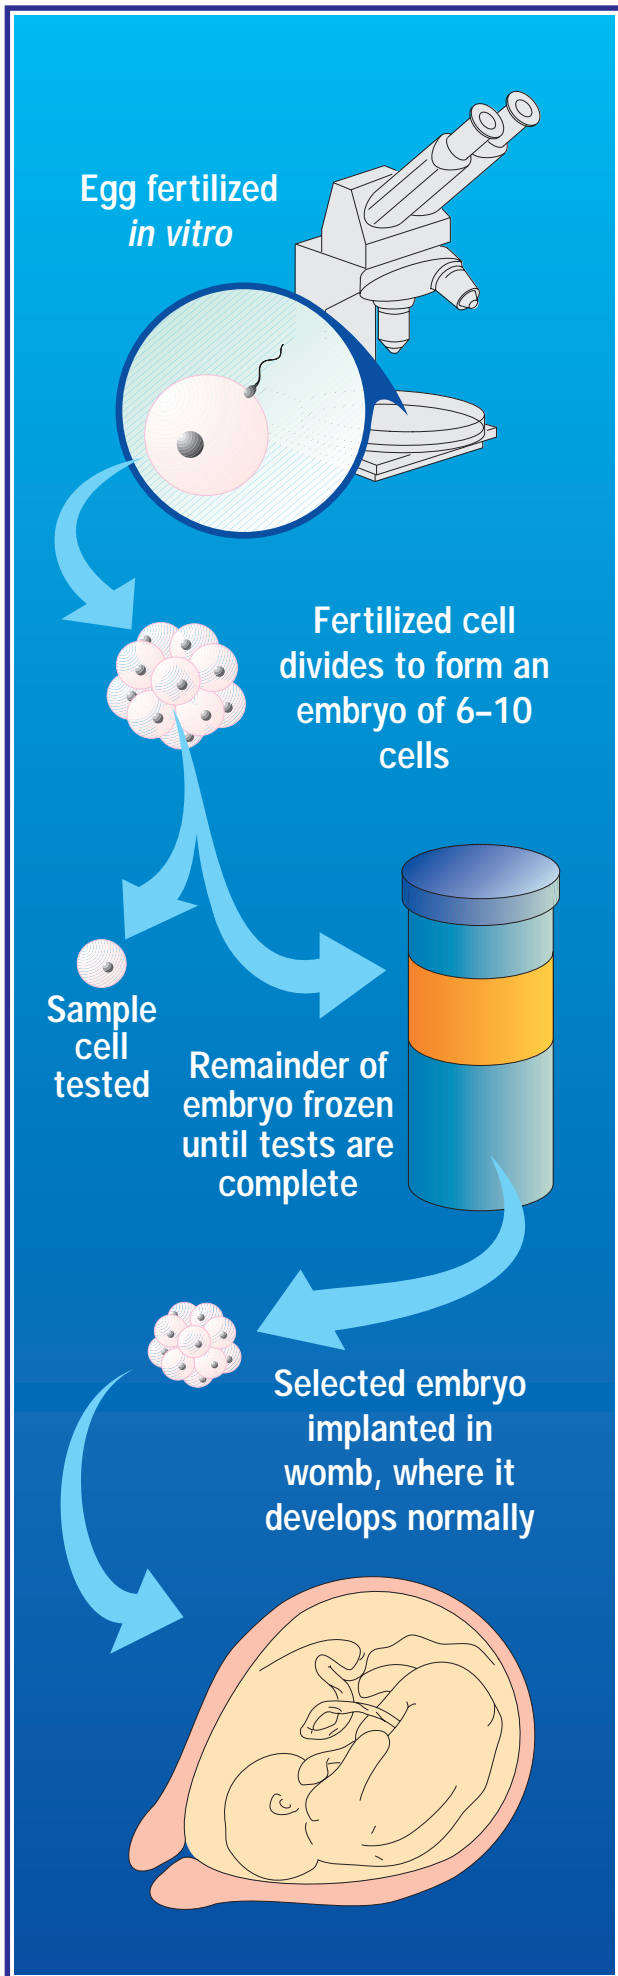 Egg fertilized
in vitro
Fertilized cell
divides to form an
embryo of 6–10
cells
Sample
cell
tested
Remainder of
embryo frozen
until tests are
complete
Selected embryo
implanted in
womb, where it
develops normally